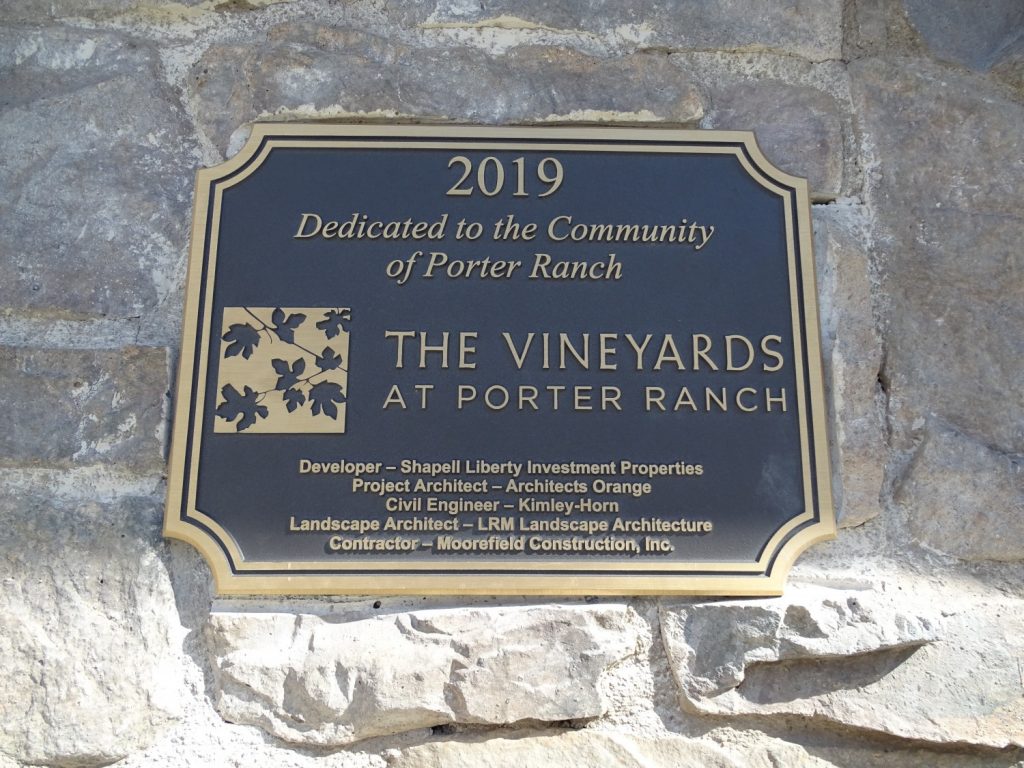 2019
Dedicated to the Community
of Porter Ranch
THE VINEYARDS
AT PORTER RANCH
Developer – Shapell Liberty Investment Properties
Project Architect – Architects Orange
Civil Engineer – Kimley-Horn
Landscape Architect – LRM Landscape Architecture
Contractor – Moorefield Construction, Inc.